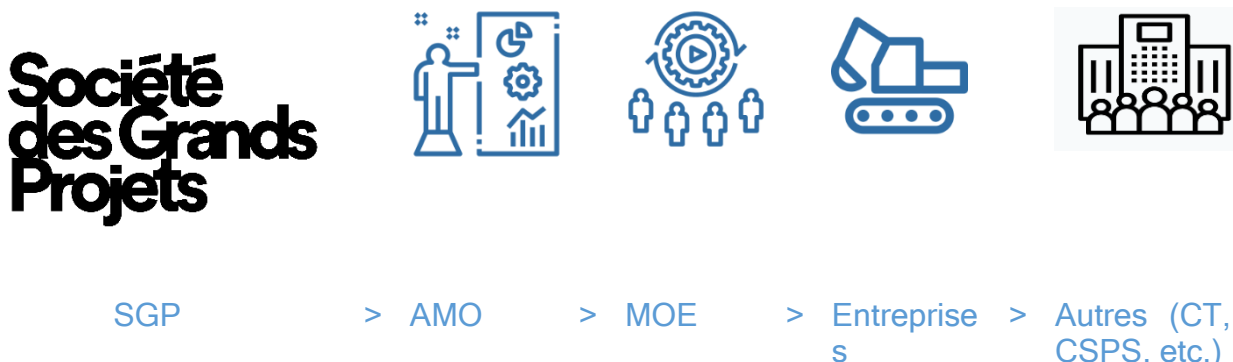 Société
des Grands
Projets
SGP > AMO > MOE > Entreprise > Autres (CT,
s CSPS, etc.)